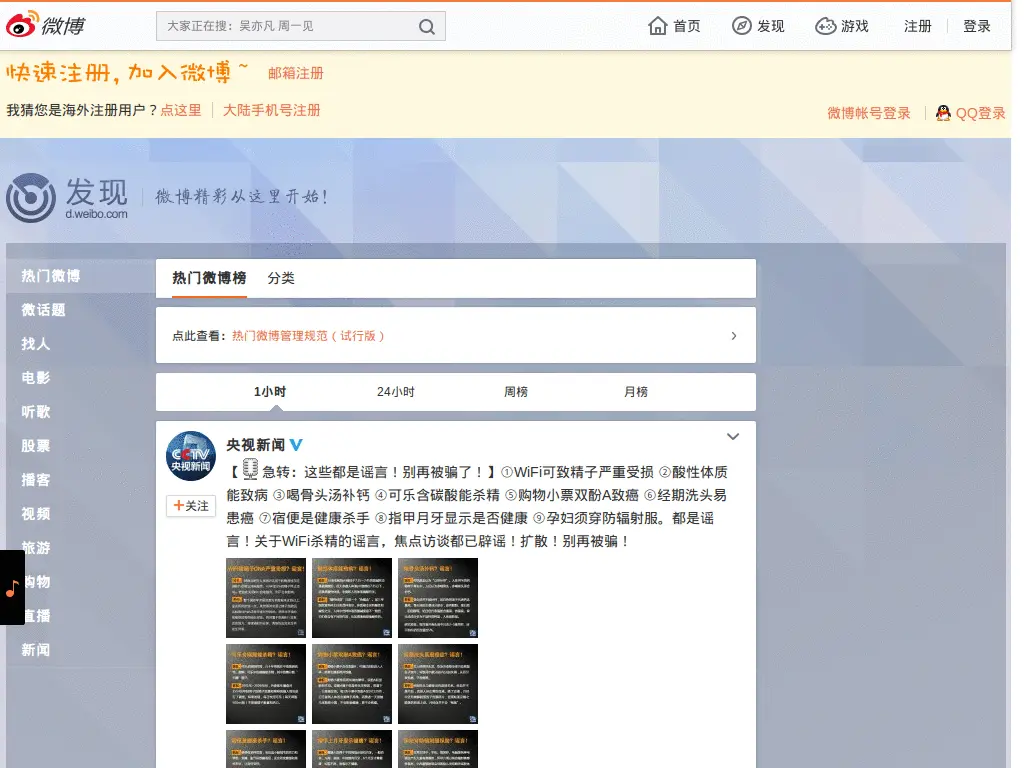 微博
大家正在搜：吴亦凡 周一见
首页
发现
游戏
注册
登录
快速注册，加入微博~
邮箱注册
我猜您是海外注册用户？点这里
大陆手机号注册
微博帐号登录
QQ登录
发现
d.weibo.com
微博精彩从这里开始！
热门微博
微话题
找人
电影
听歌
股票
播客
视频
旅游
购物
直播
新闻
热门微博榜
分类
点此查看：热门微博管理规范（试行版）
1小时
24小时
周榜
月榜
CCTV
央视新闻
+关注
央视新闻
【急转：这些都是谣言！别再被骗了！】①WiFi可致精子严重受损 ②酸性体质
能致病 ③喝骨头汤补钙 ④可乐含碳酸能杀精 ⑤购物小票双酚A致癌 ⑥经期洗头易
患癌 ⑦宿便是健康杀手 ⑧指甲月牙显示是否健康 ⑨孕妇须穿防辐射服。都是谣
言！关于WiFi杀精的谣言，焦点访谈都已辟谣！扩散！别再被骗！